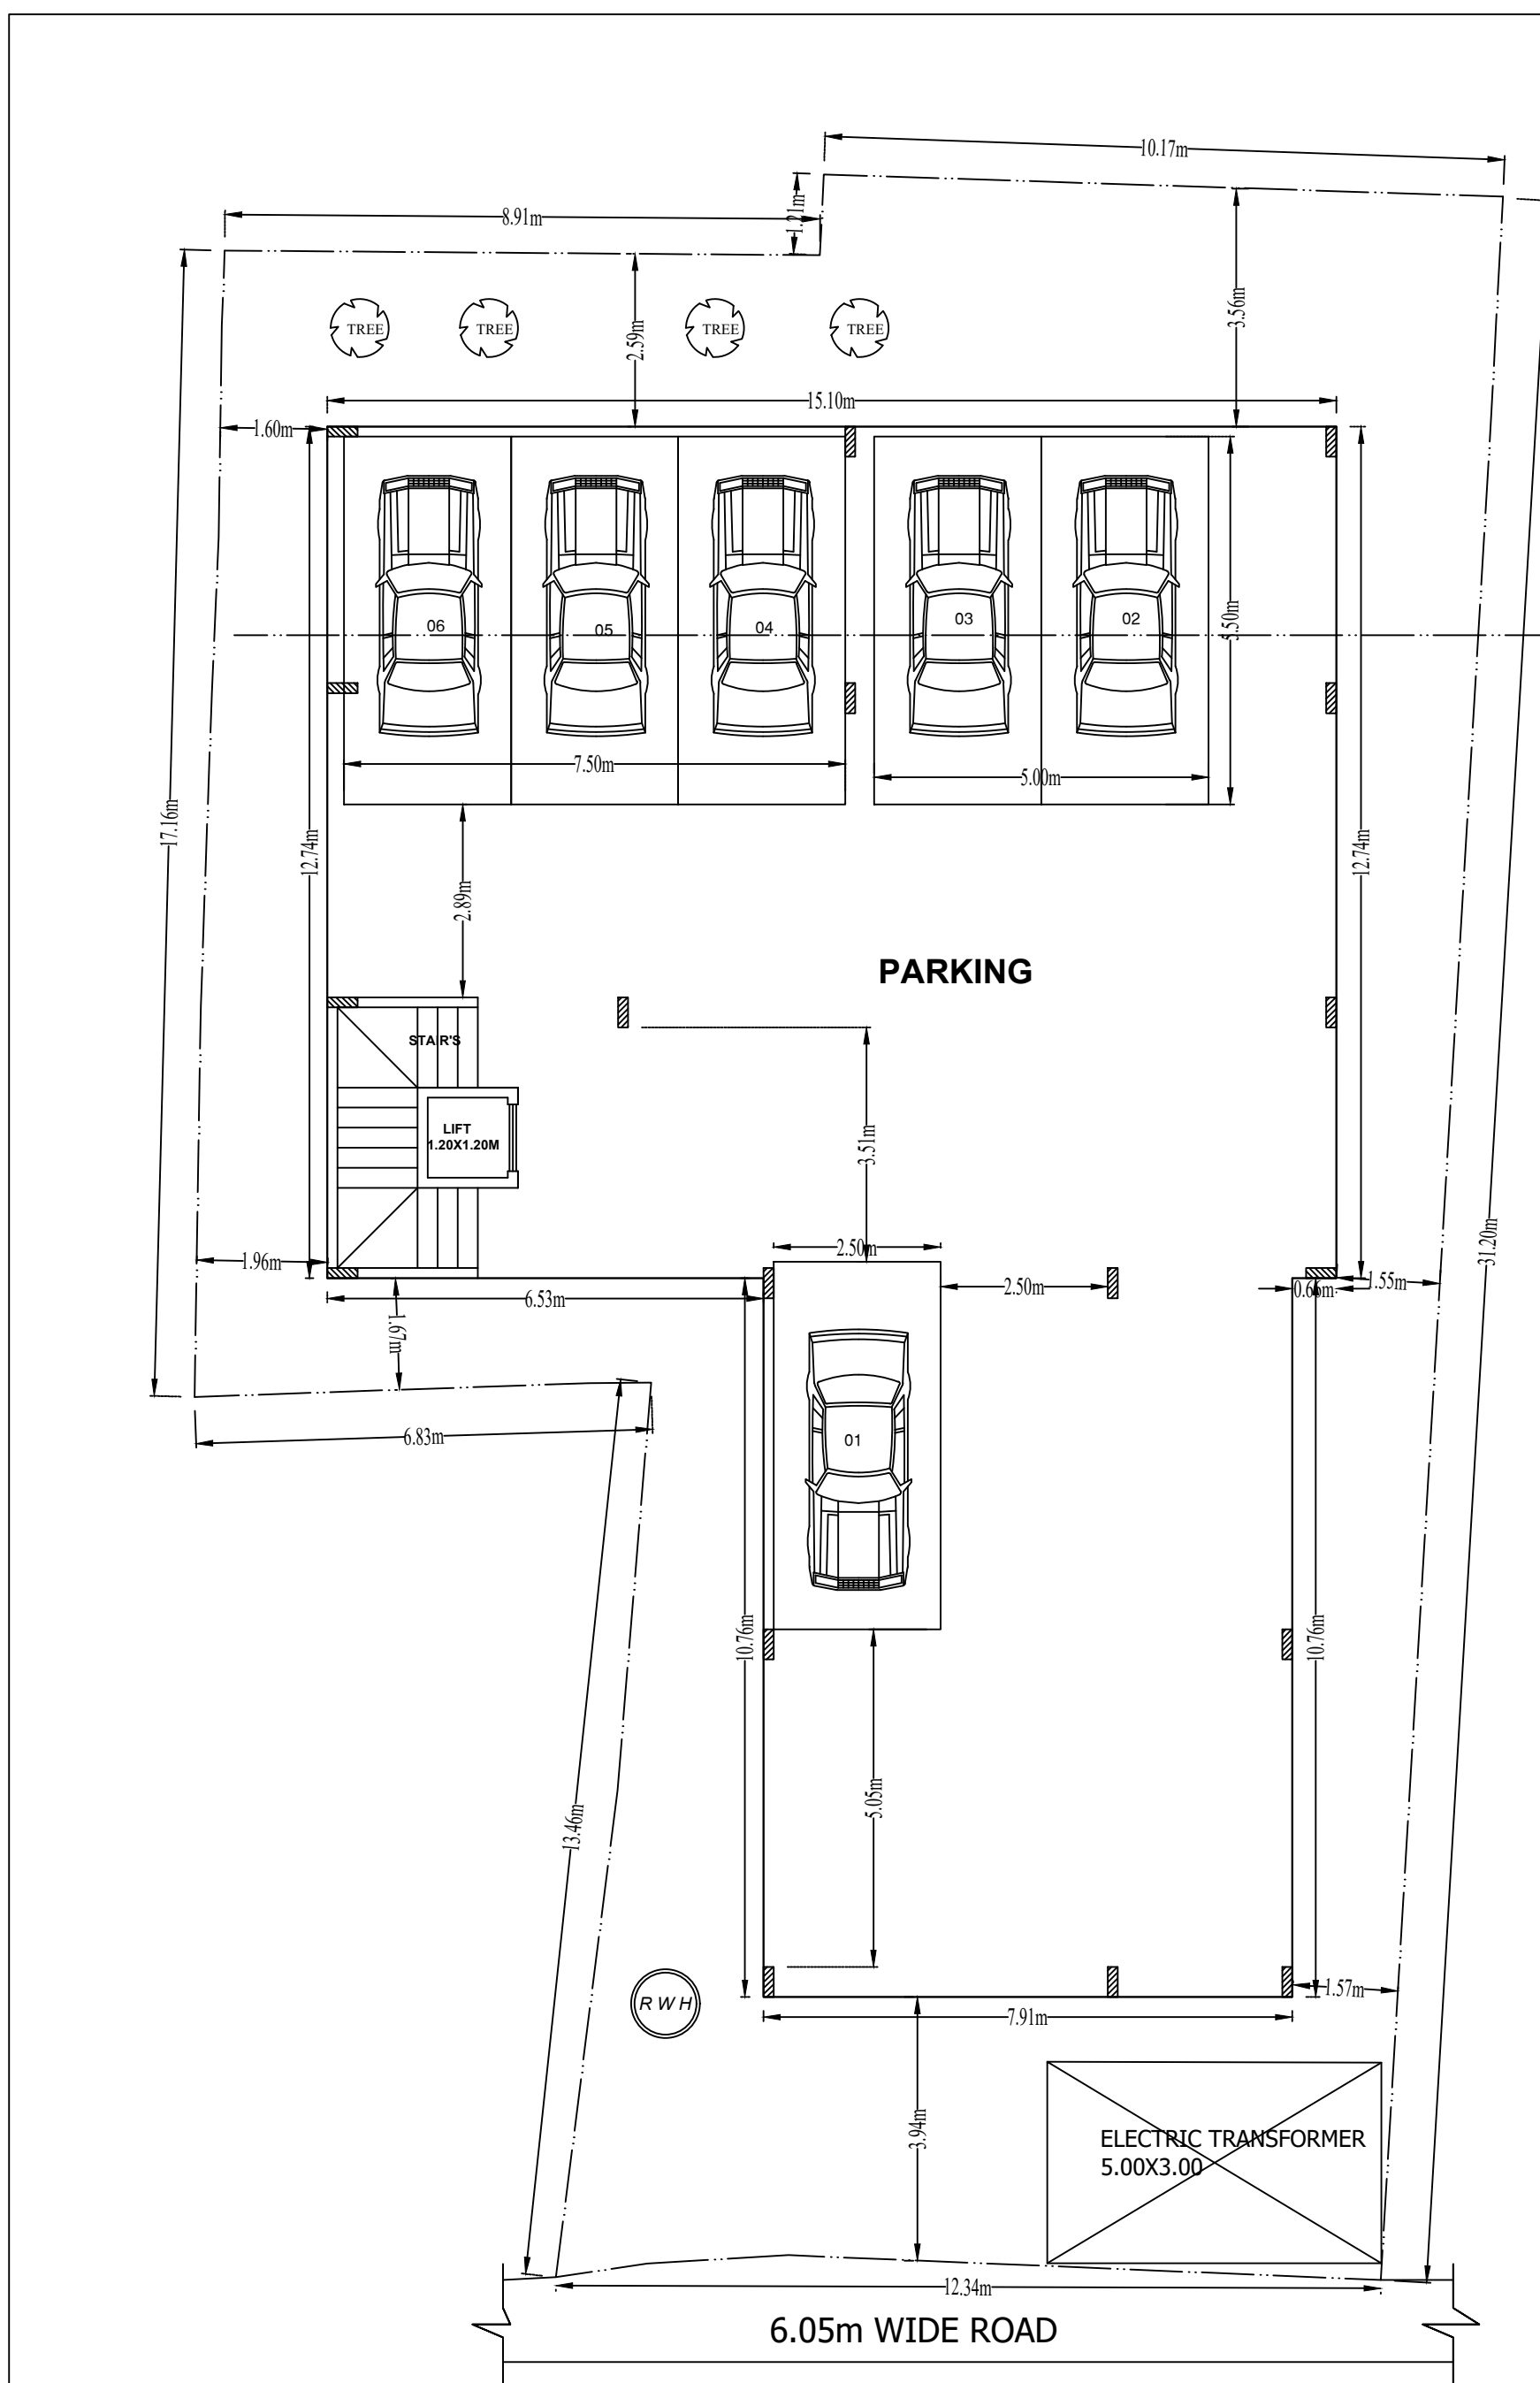 10.17m
8.91m
1.21m
3.56m
2.59m
TREE
TREE
TREE
TREE
15.10m
1.60m
06
05
04
03
02
5.50m
7.50m
5.00m
17.16m
12.74m
12.74m
2.89m
PARKING
STAIR'S
LIFT
1.20X1.20M
3.51m
31.20m
2.50m
1.96m
2.50m
1.55m
0.66m
6.53m
1.67m
6.83m
01
10.76m
10.76m
5.05m
13.46m
1.57m
RWH
7.91m
3.94m
ELECTRIC TRANSFORMER
5.00X3.00
12.34m
6.05m WIDE ROAD